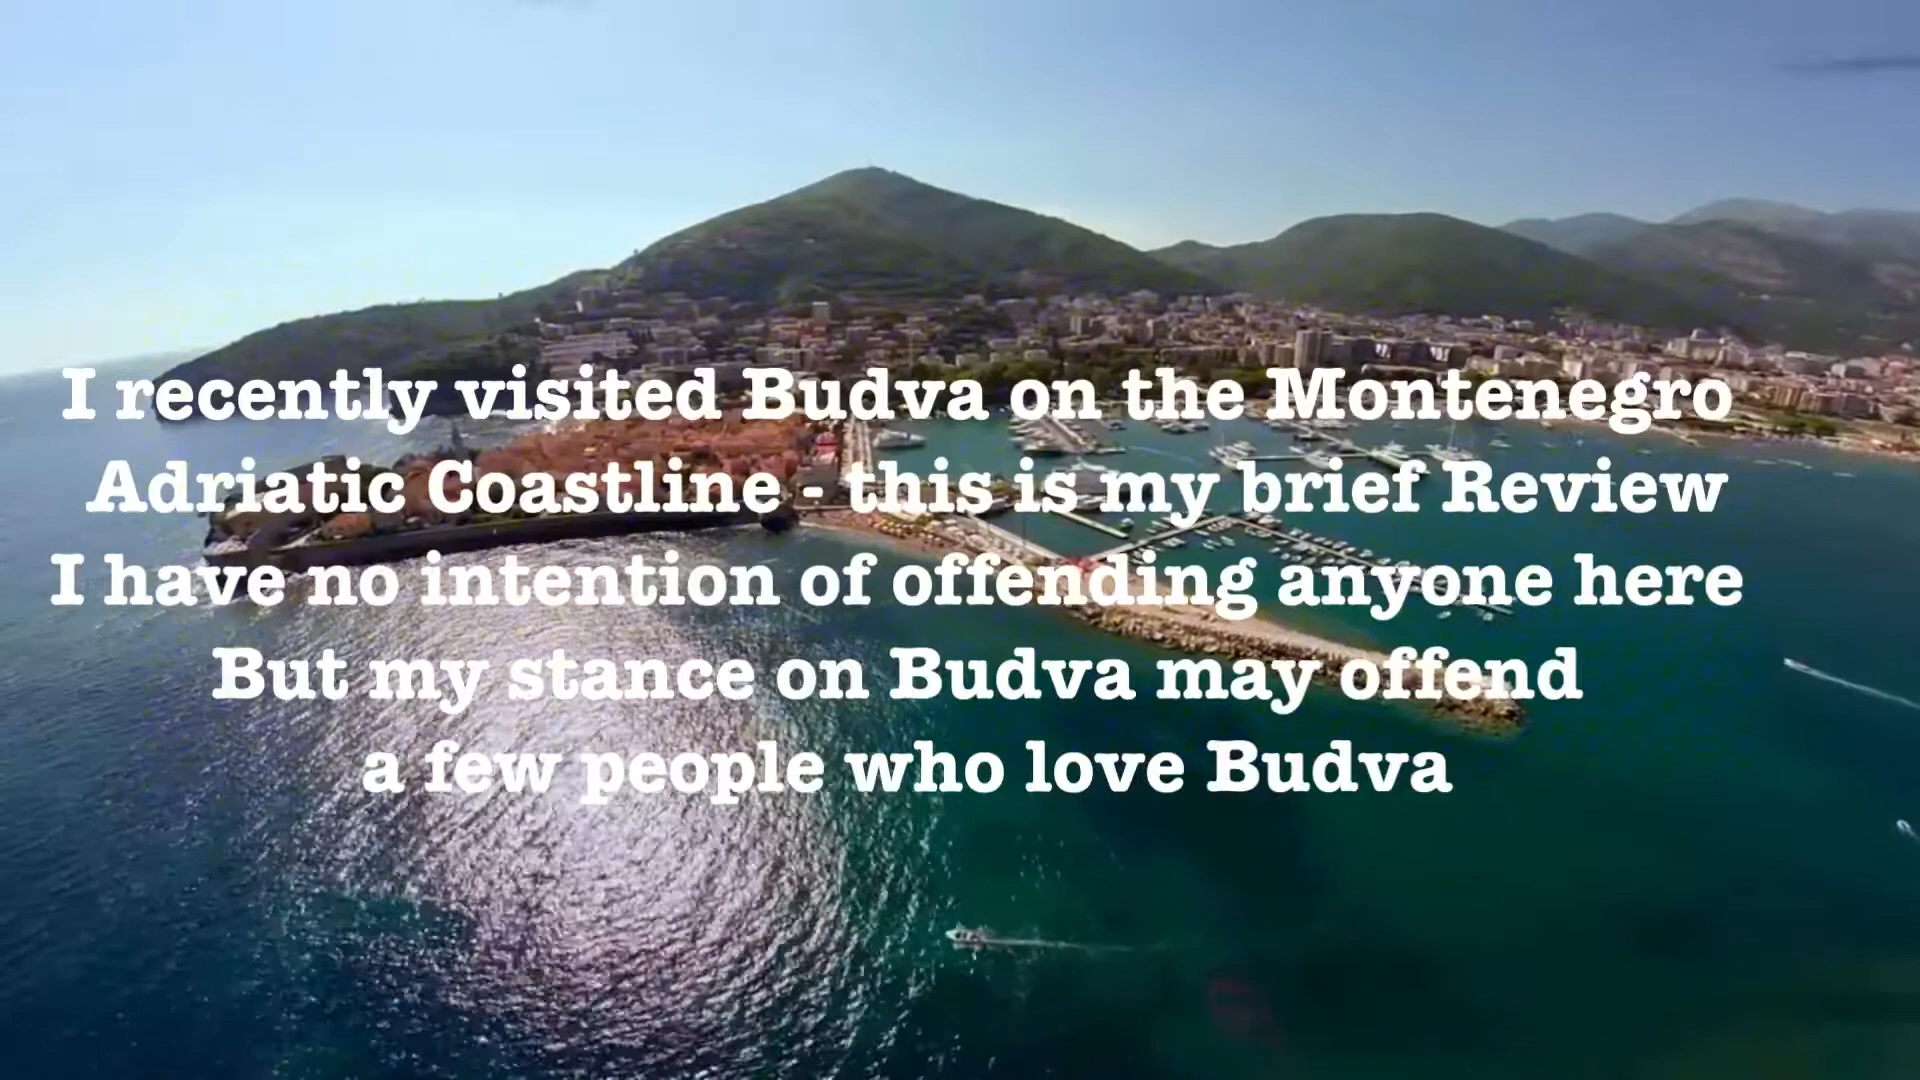 I recently visited Budva on the Montenegro
Adriatic Coastline - this is my brief Review
I have no intention of offending anyone here
But my stance on Budva may offend
a few people who love Budva